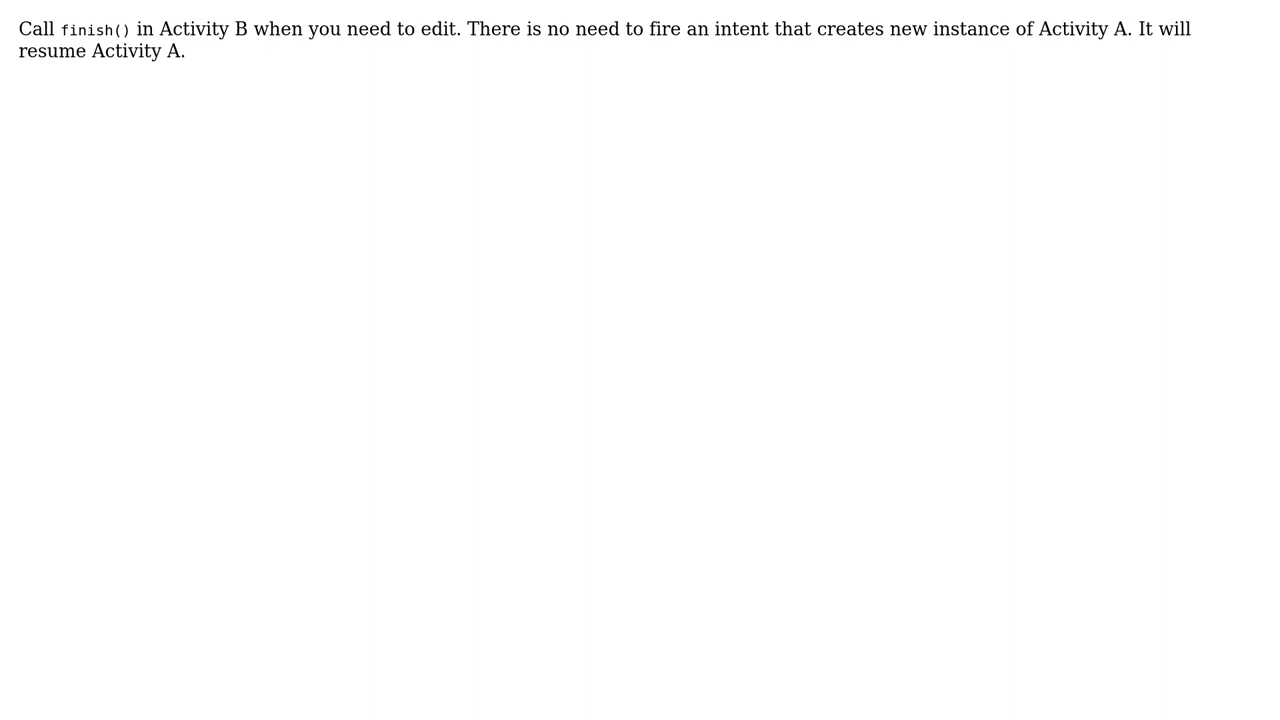 Call finish() in Activity B when you need to edit. There is no need to fire an intent that creates new instance of Activity A. It will
resume Activity A.